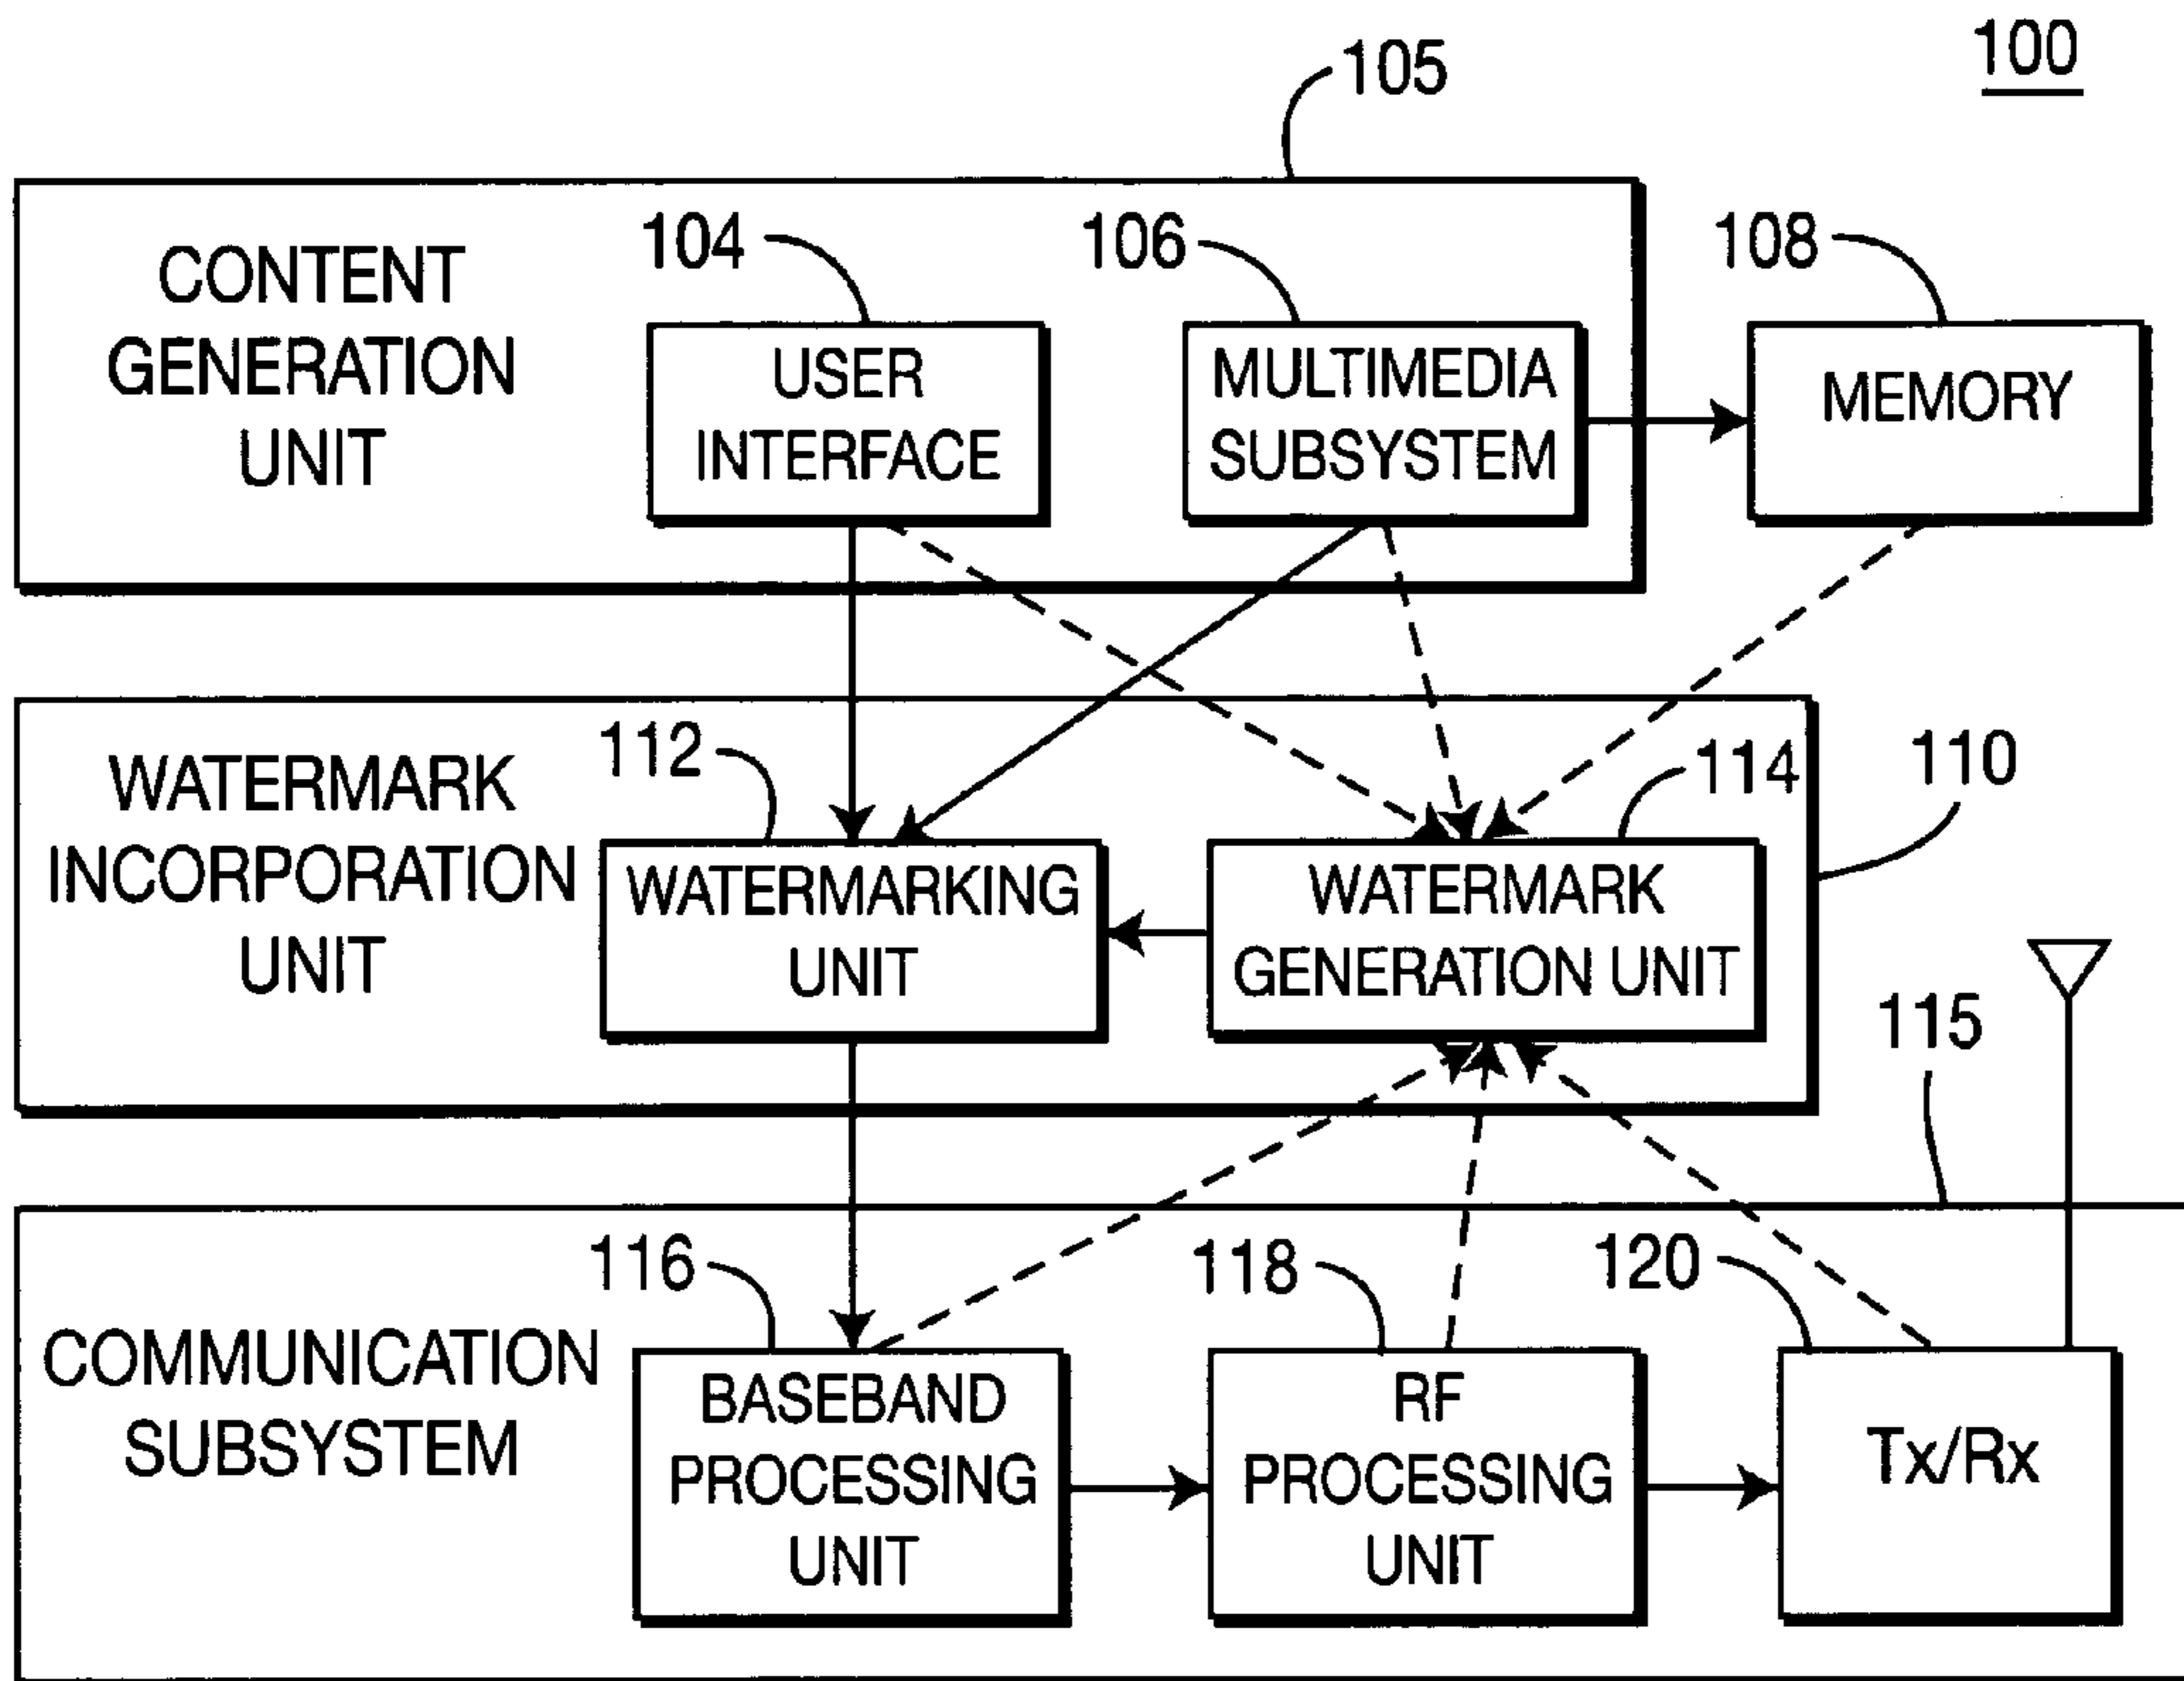 100
105
CONTENT
GENERATION
UNIT
104
106
108
USER
INTERFACE
MULTIMEDIA
SUBSYSTEM
MEMORY
WATERMARK
INCORPORATION
UNIT
112
114
110
WATERMARKING
UNIT
WATERMARK
GENERATION UNIT
115
COMMUNICATION
SUBSYSTEM
116
118
120
BASEBAND
PROCESSING
UNIT
RF
PROCESSING
UNIT
Tx/Rx